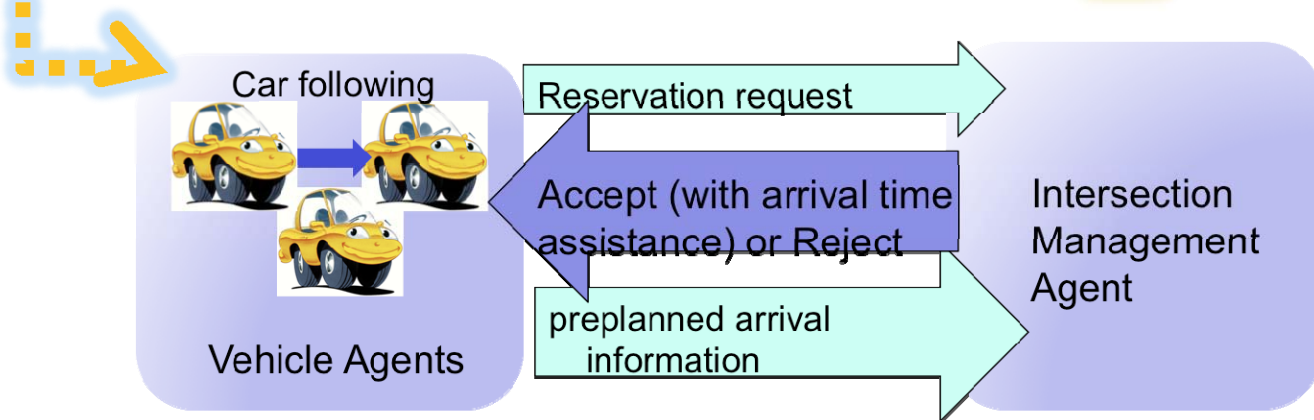 Car following
Vehicle Agents
Reservation request
Accept (with arrival time
assistance) or Reject
preplanned arrival
information
Intersection
Management
Agent